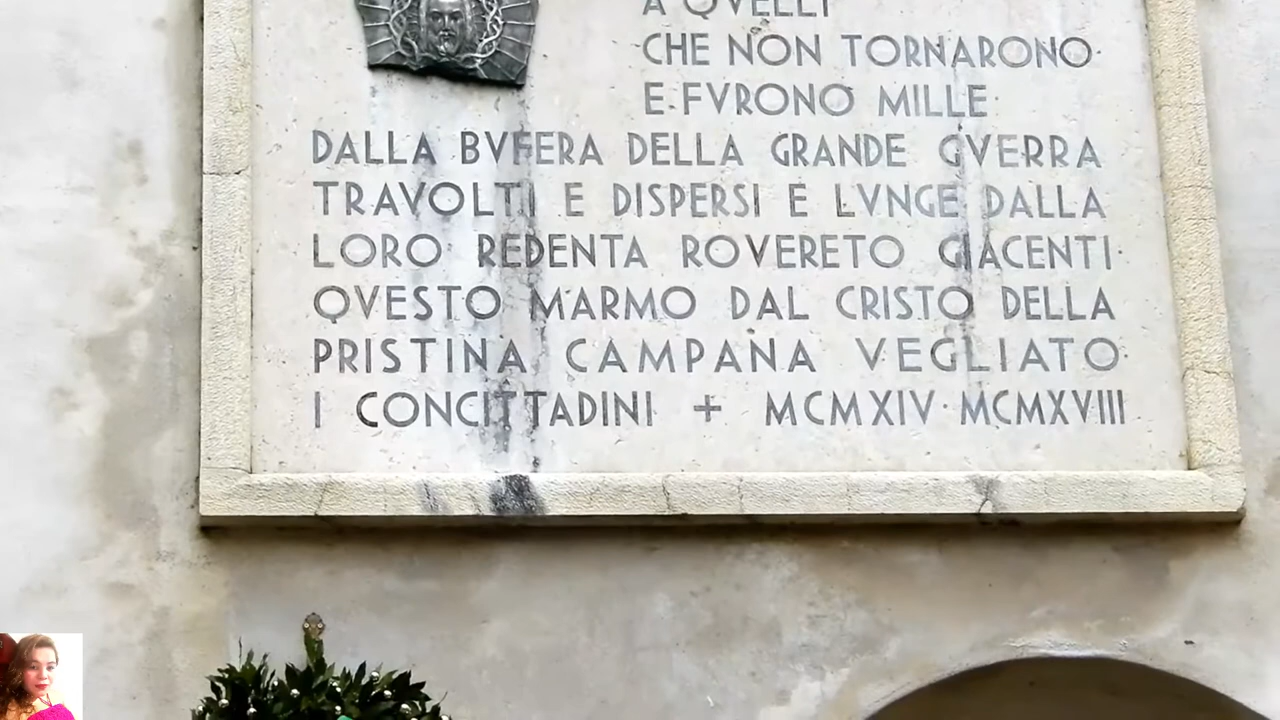 A QVELLI
CHE NON TORNARONO
E·FVRONO MILLE
DALLA BVFERA DELLA GRANDE GVERRA
TRAVOLTI E DISPERSI E LVNGE DALLA
LORO REDENTA ROVERETO GIACENTI·
QVESTO MARMO DAL CRISTO DELLA
PRISTINA CAMPANA VEGLIATO·
I CONCITTADINI + MCMXIV·MCMXVIII